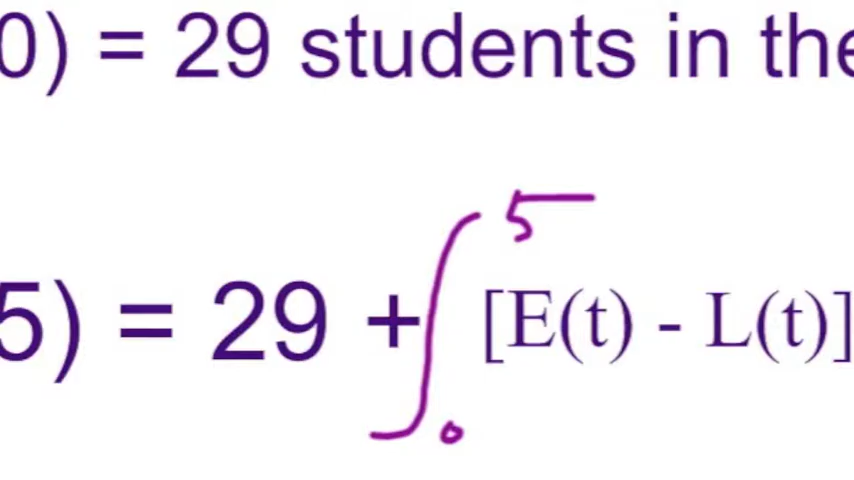 0) = 29 students in the
5) = 29 + ∫₀⁵ [E(t) - L(t)]